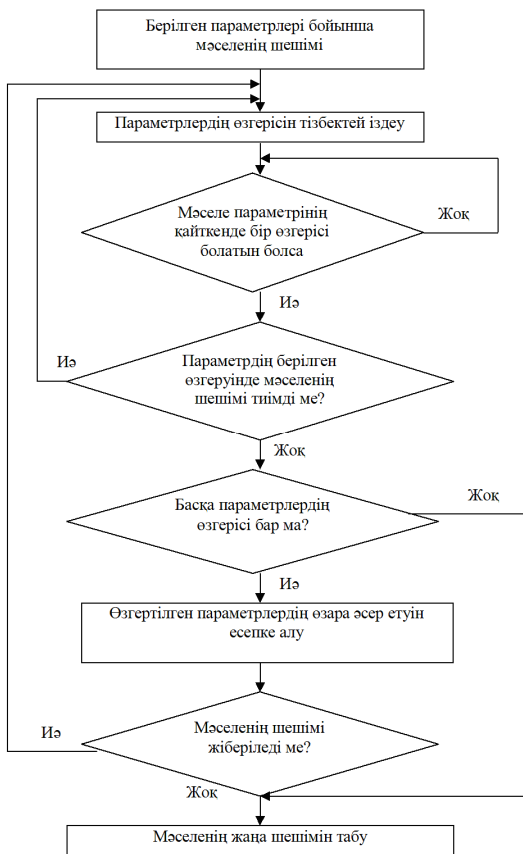 Берілген параметрлері бойынша
мәселенің шешімі
Параметрлердің өзгерісін тізбектей іздеу
Мәселе параметрінің
қайткенде бір өзгерісі
болатын болса
Жоқ
Иә
Параметрдің берілген
өзгеруінде мәселенің
шешімі тиімді ме?
Иә
Жоқ
Басқа параметрлердің
өзгерісі бар ма?
Жоқ
Иә
Өзгертілген параметрлердің өзара әсер етуін
есепке алу
Мәселенің шешімі
жіберіледі ме?
Иә
Жоқ
Мәселенің жаңа шешімін табу